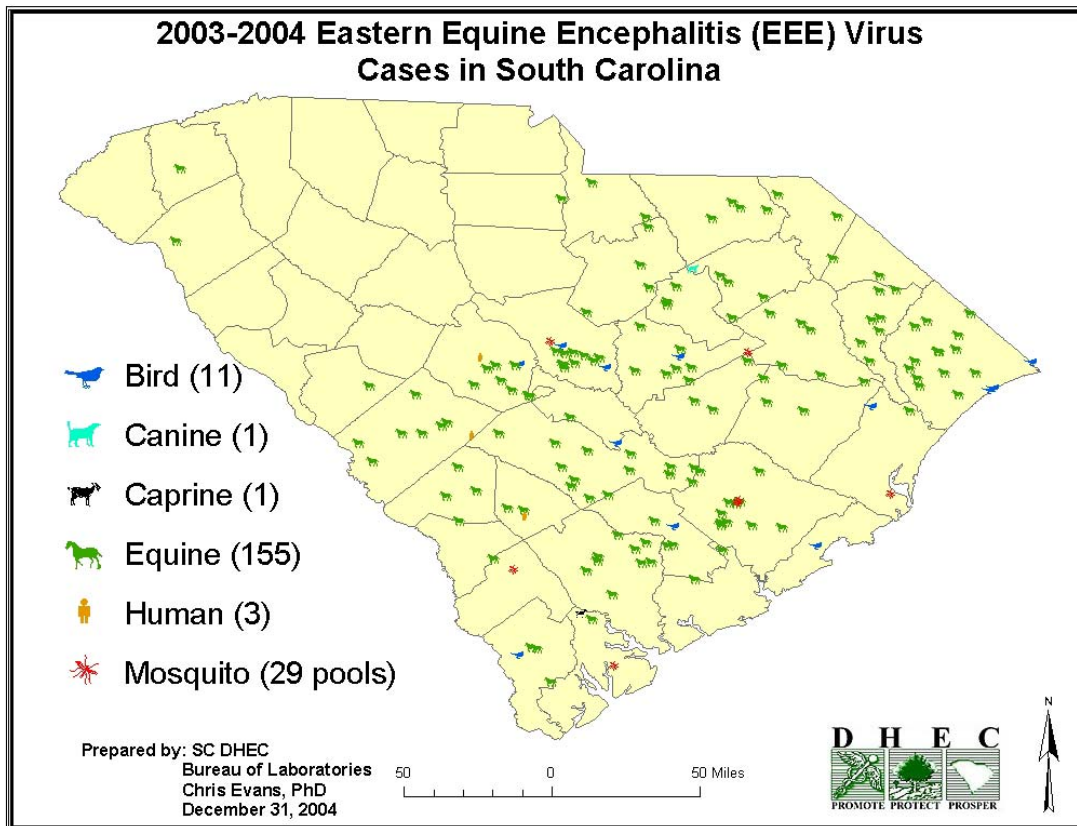 2003-2004 Eastern Equine Encephalitis (EEE) Virus
Cases in South Carolina
Bird (11)
Canine (1)
Caprine (1)
Equine (155)
Human (3)
Mosquito (29 pools)
Prepared by: SC DHEC
Bureau of Laboratories
Chris Evans, PhD
December 31, 2004
50 0 50 Miles
D H E C
PROMOTE PROTECT PROSPER
N